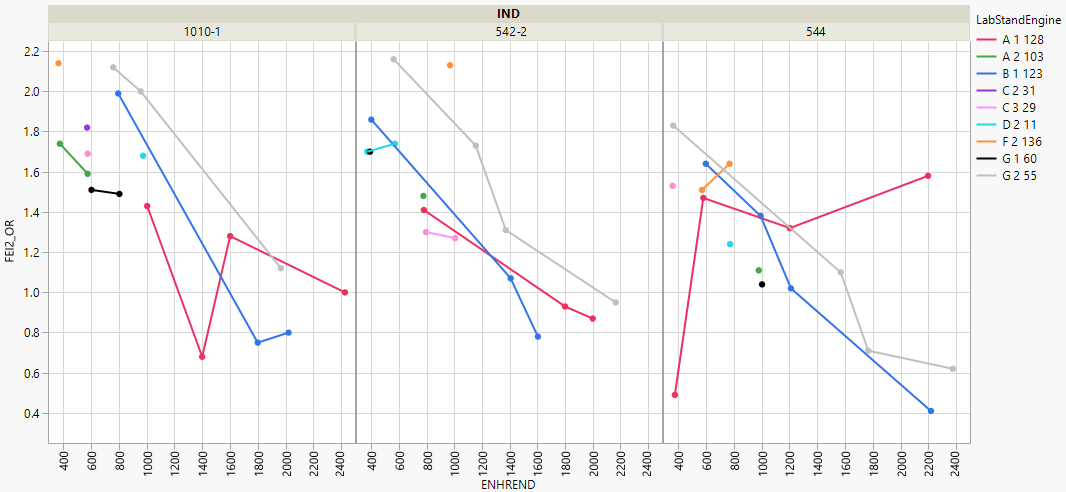 IND
1010-1
542-2
544
LabStandEngine
A 1 128
A 2 103
B 1 123
C 2 31
C 3 29
D 2 11
F 2 136
G 1 60
G 2 55
FEI2_OR
2.2
2.0
1.8
1.6
1.4
1.2
1.0
0.8
0.6
0.4
400 600 800 1000 1200 1400 1600 1800 2000 2200 2400
400 600 800 1000 1200 1400 1600 1800 2000 2200 2400
400 600 800 1000 1200 1400 1600 1800 2000 2200 2400
ENHREND